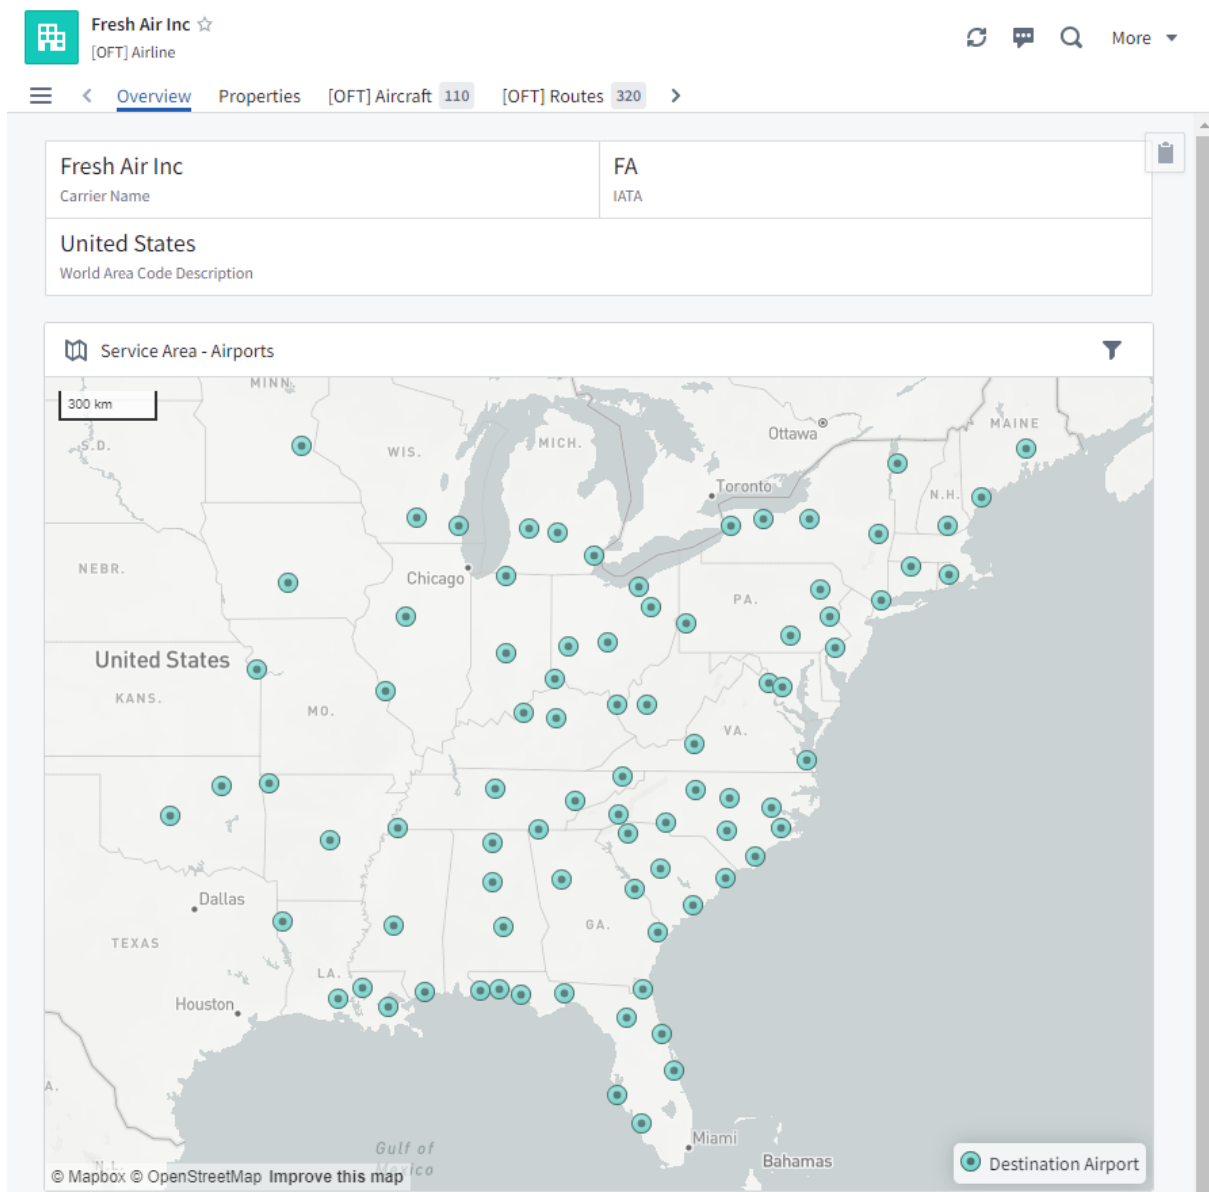 Fresh Air Inc
[OFT] Airline
More
Overview Properties [OFT] Aircraft 110 [OFT] Routes 320
Fresh Air Inc
Carrier Name
FA
IATA
United States
World Area Code Description
Service Area - Airports
300 km
MINN.
S.D.
WIS.
MICH.
Ottawa
MAINE
Toronto
N.H.
NEBR.
Chicago
PA.
United States
KANS.
MO.
VA.
Dallas
TEXAS
GA.
LA.
Houston
A.
Miami
Gulf of
Mexico
Bahamas
N.L.
© Mapbox © OpenStreetMap Improve this map
Destination Airport